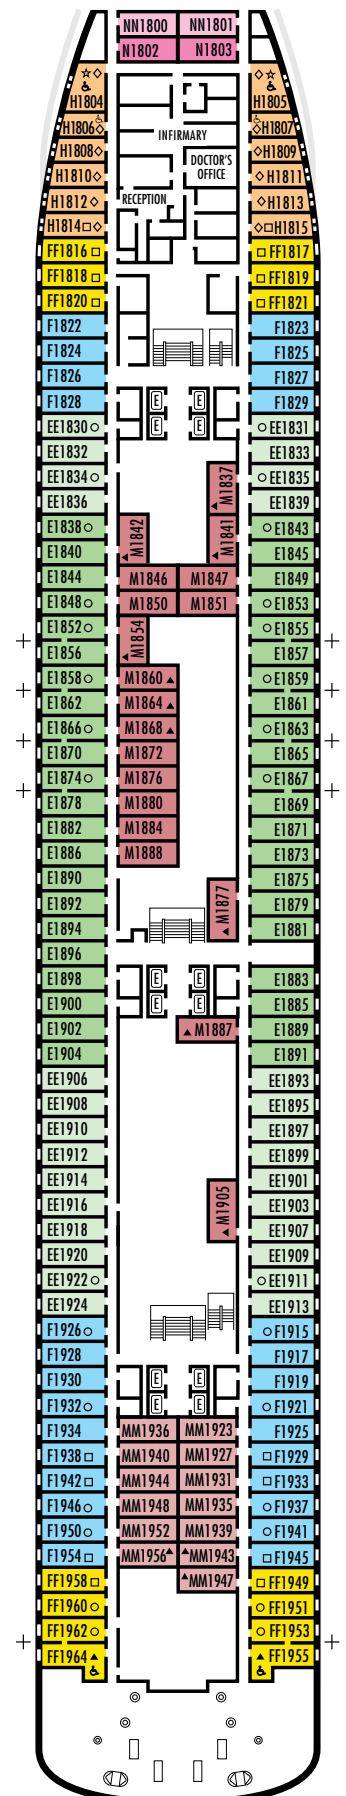 NN1800 NN1801
N1802 N1803
☆◇
♿
H1804
◇☆
♿
H1805
INFIRMARY
DOCTOR'S
OFFICE
RECEPTION
♿
H1806◇ ♿
◇H1807
H1808◇ ◇H1809
H1810◇ ◇H1811
H1812◇ ◇H1813
H1814□◇ ◇□H1815
FF1816□ □FF1817
FF1818□ □FF1819
FF1820□ □FF1821
F1822 F1823
F1824 F1825
F1826 F1827
F1828 E E F1829
EE1830○ E E ○EE1831
EE1832 EE1833
EE1834○ ▲M1837 ○EE1835
EE1836 EE1839
E1838○ ▲M1842 ▲M1841 ○E1843
E1840 E1845
E1844 M1846 M1847 E1849
E1848○ M1850 M1851 ○E1853
E1852○ ▲M1854 ○E1855
E1856 E1857
E1858○ M1860▲ ○E1859
E1862 M1864▲ E1861
E1866○ M1868▲ ○E1863
E1870 M1872 E1865
E1874○ M1876 ○E1867
E1878 M1880 E1869
E1882 M1884 E1871
E1886 M1888 E1873
E1890 E1875
E1892 ▲M1877 E1879
E1894 E1881
E1896
E1898 E E E1883
E1900 E E E1885
E1902 ▲M1887 E1889
E1904 E1891
EE1906 EE1893
EE1908 EE1895
EE1910 EE1897
EE1912 EE1899
EE1914 EE1901
EE1916 ▲M1905 EE1903
EE1918 EE1907
EE1920 EE1909
EE1922○ ○EE1911
EE1924 EE1913
F1926○ ○F1915
F1928 F1917
F1930 E E F1919
F1932○ E E ○F1921
F1934 MM1936 MM1923 F1925
F1938□ MM1940 MM1927 □F1929
F1942□ MM1944 MM1931 □F1933
F1946○ MM1948 MM1935 ○F1937
F1950○ MM1952 MM1939 ○F1941
F1954□ MM1956▲ ▲MM1943 □F1945
FF1958□ ▲MM1947 □FF1949
FF1960○ ○FF1951
FF1962○ ○FF1953
FF1964▲ ▲FF1955
♿ ♿